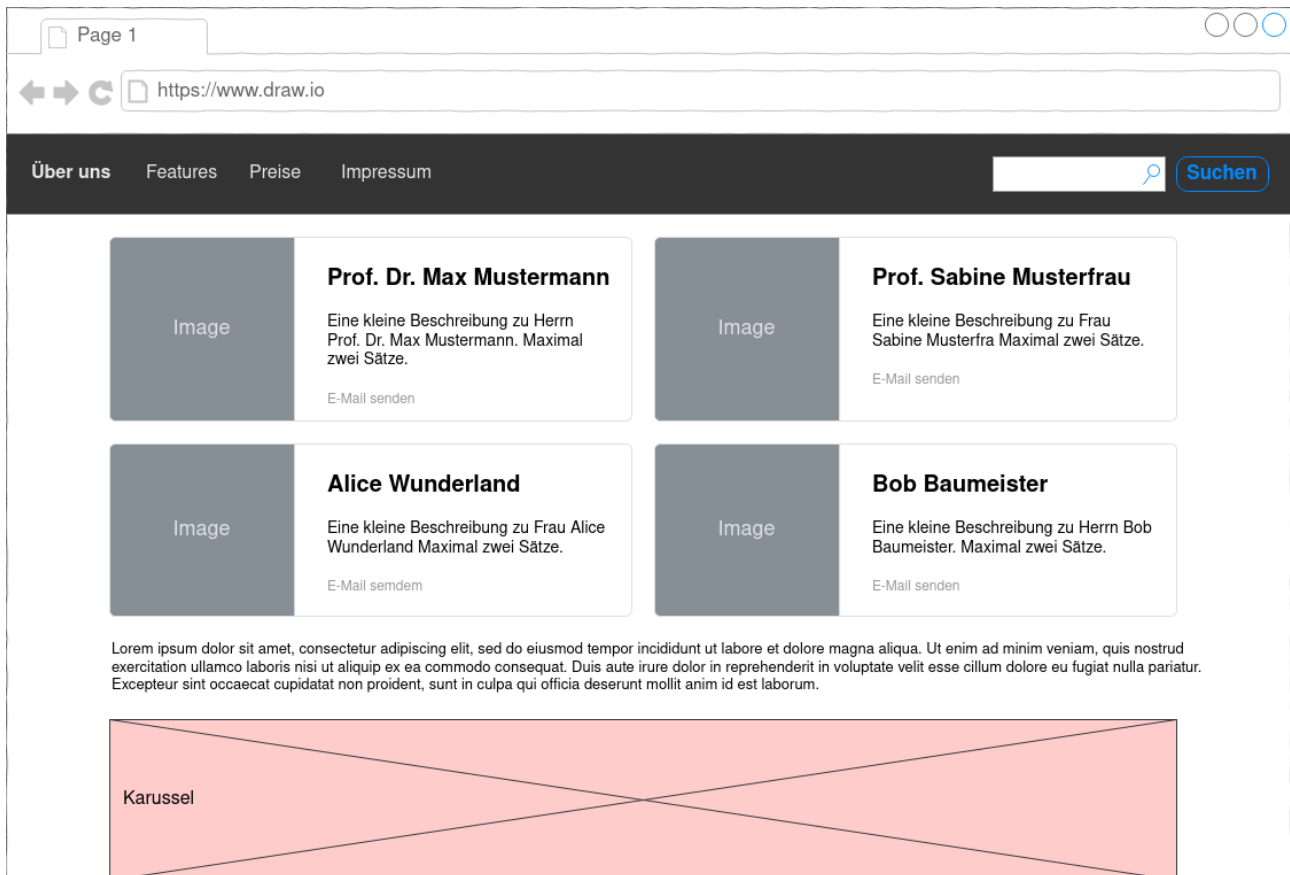 Page 1
https://www.draw.io
Über uns Features Preise Impressum Suchen
Image
Prof. Dr. Max Mustermann
Eine kleine Beschreibung zu Herrn
Prof. Dr. Max Mustermann. Maximal
zwei Sätze.
E-Mail senden
Image
Prof. Sabine Musterfrau
Eine kleine Beschreibung zu Frau
Sabine Musterfra Maximal zwei Sätze.
E-Mail senden
Image
Alice Wunderland
Eine kleine Beschreibung zu Frau Alice
Wunderland Maximal zwei Sätze.
E-Mail semdem
Image
Bob Baumeister
Eine kleine Beschreibung zu Herrn Bob
Baumeister. Maximal zwei Sätze.
E-Mail senden
Lorem ipsum dolor sit amet, consectetur adipiscing elit, sed do eiusmod tempor incididunt ut labore et dolore magna aliqua. Ut enim ad minim veniam, quis nostrud
exercitation ullamco laboris nisi ut aliquip ex ea commodo consequat. Duis aute irure dolor in reprehenderit in voluptate velit esse cillum dolore eu fugiat nulla pariatur.
Excepteur sint occaecat cupidatat non proident, sunt in culpa qui officia deserunt mollit anim id est laborum.
Karussel